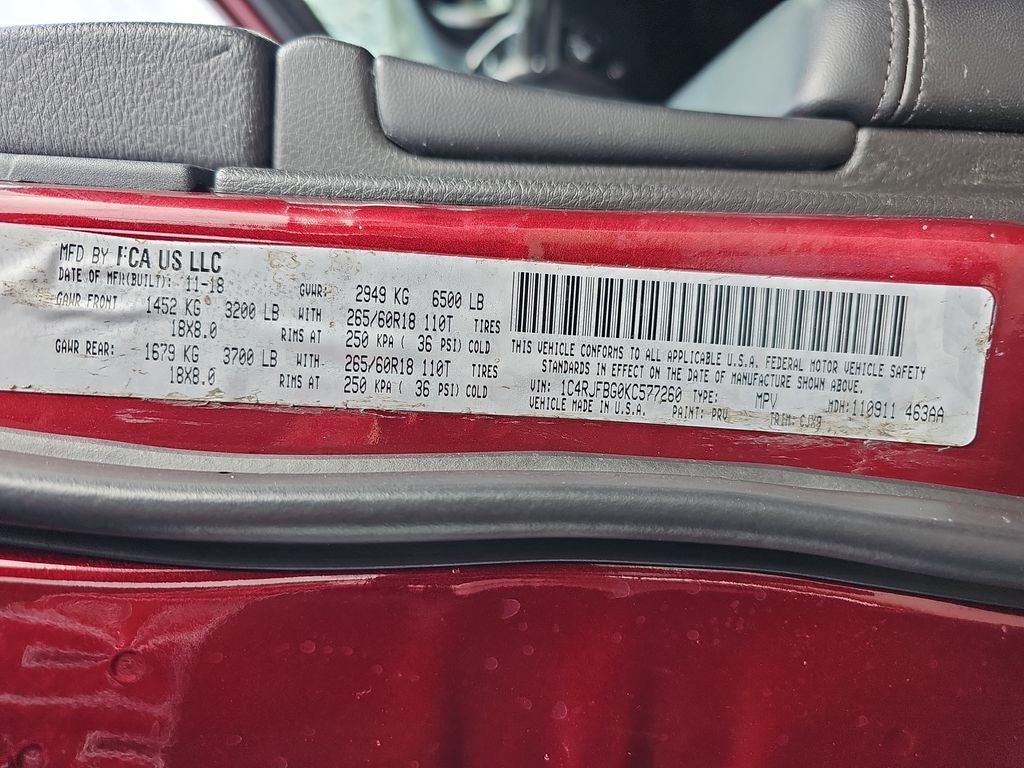 MFD BY FCA US LLC
DATE OF MFR(BUILT): 11-18 GVWR: 2949 KG 6500 LB
GAWR FRONT 1452 KG 3200 LB WITH 265/60R18 110T TIRES
18X8.0 RIMS AT 250 KPA ( 36 PSI) COLD
GAWR REAR: 1679 KG 3700 LB WITH 265/60R18 110T TIRES
18X8.0 RIMS AT 250 KPA ( 36 PSI) COLD
THIS VEHICLE CONFORMS TO ALL APPLICABLE U.S.A. FEDERAL MOTOR VEHICLE SAFETY
STANDARDS IN EFFECT ON THE DATE OF MANUFACTURE SHOWN ABOVE.
VIN: 1C4RJFBG0KC577260 TYPE: MPV MDH:110911 463AA
VEHICLE MADE IN U.S.A. PAINT: PRV TRIM: CJX9